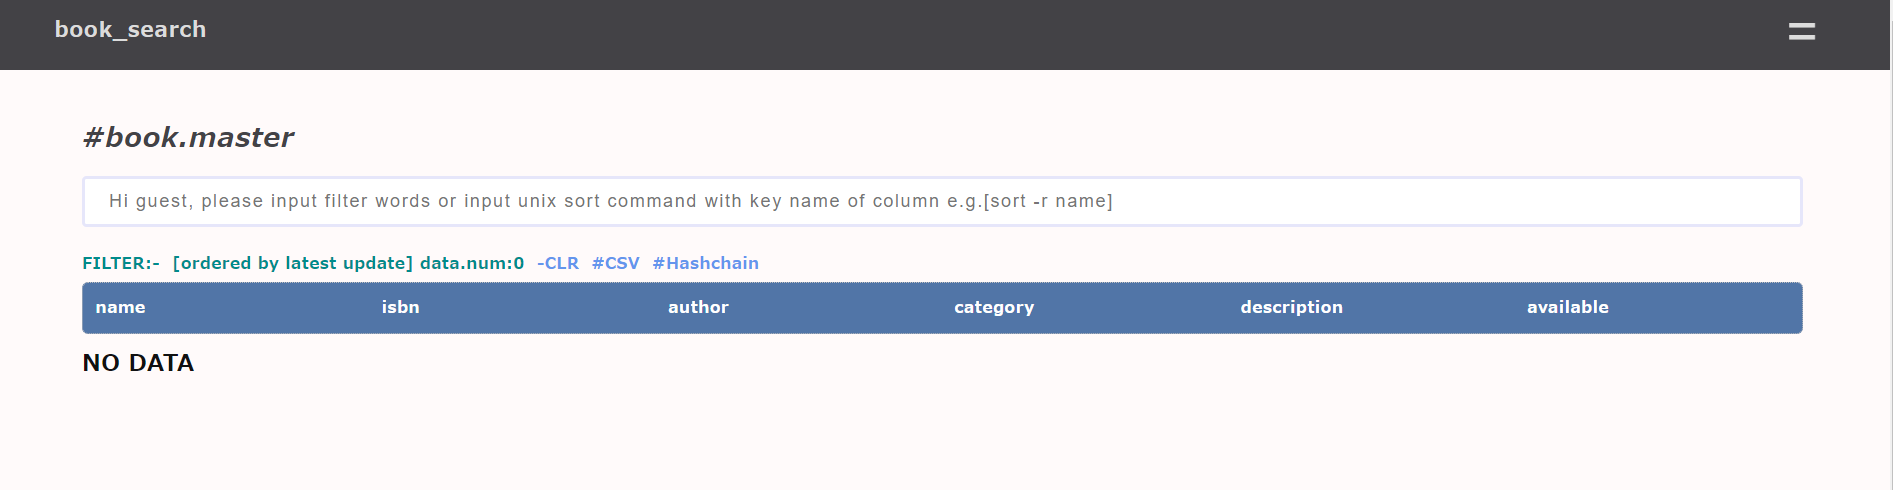 book_search
#book.master
Hi guest, please input filter words or input unix sort command with key name of column e.g.[sort -r name]
FILTER:- [ordered by latest update] data.num:0 -CLR #CSV #Hashchain
name isbn author category description available
NO DATA